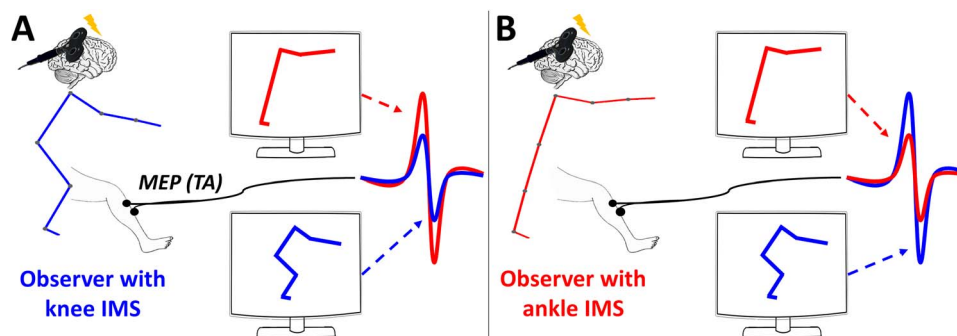 A
B
MEP (TA)
Observer with
knee IMS
Observer with
ankle IMS